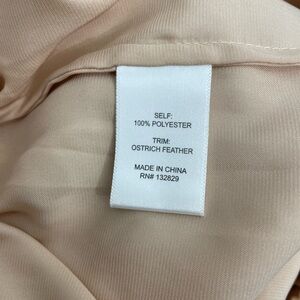 SELF:
100% POLYESTER
TRIM:
OSTRICH FEATHER
MADE IN CHINA
RN# 132829